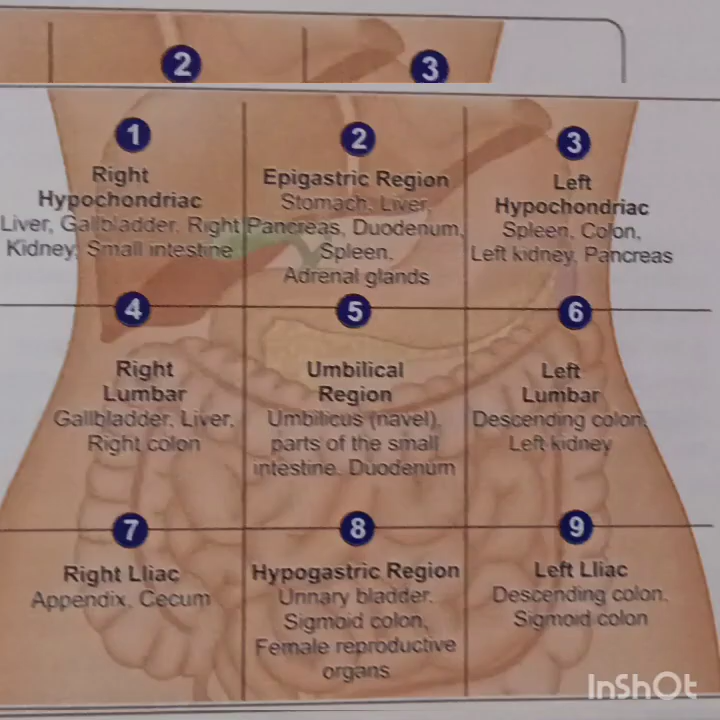 2
3
1
Right
Hypochondriac
Liver, Gallbladder, Right
Kidney, Small intestine
2
Epigastric Region
Stomach, Liver,
Pancreas, Duodenum,
Spleen,
Adrenal glands
3
Left
Hypochondriac
Spleen, Colon,
Left kidney, Pancreas
4
Right
Lumbar
Gallbladder, Liver,
Right colon
5
Umbilical
Region
Umbilicus (navel),
parts of the small
intestine, Duodenum
6
Left
Lumbar
Descending colon,
Left kidney
7
Right Lliac
Appendix, Cecum
8
Hypogastric Region
Urinary bladder,
Sigmoid colon,
Female reproductive
organs
9
Left Lliac
Descending colon,
Sigmoid colon
InShOt